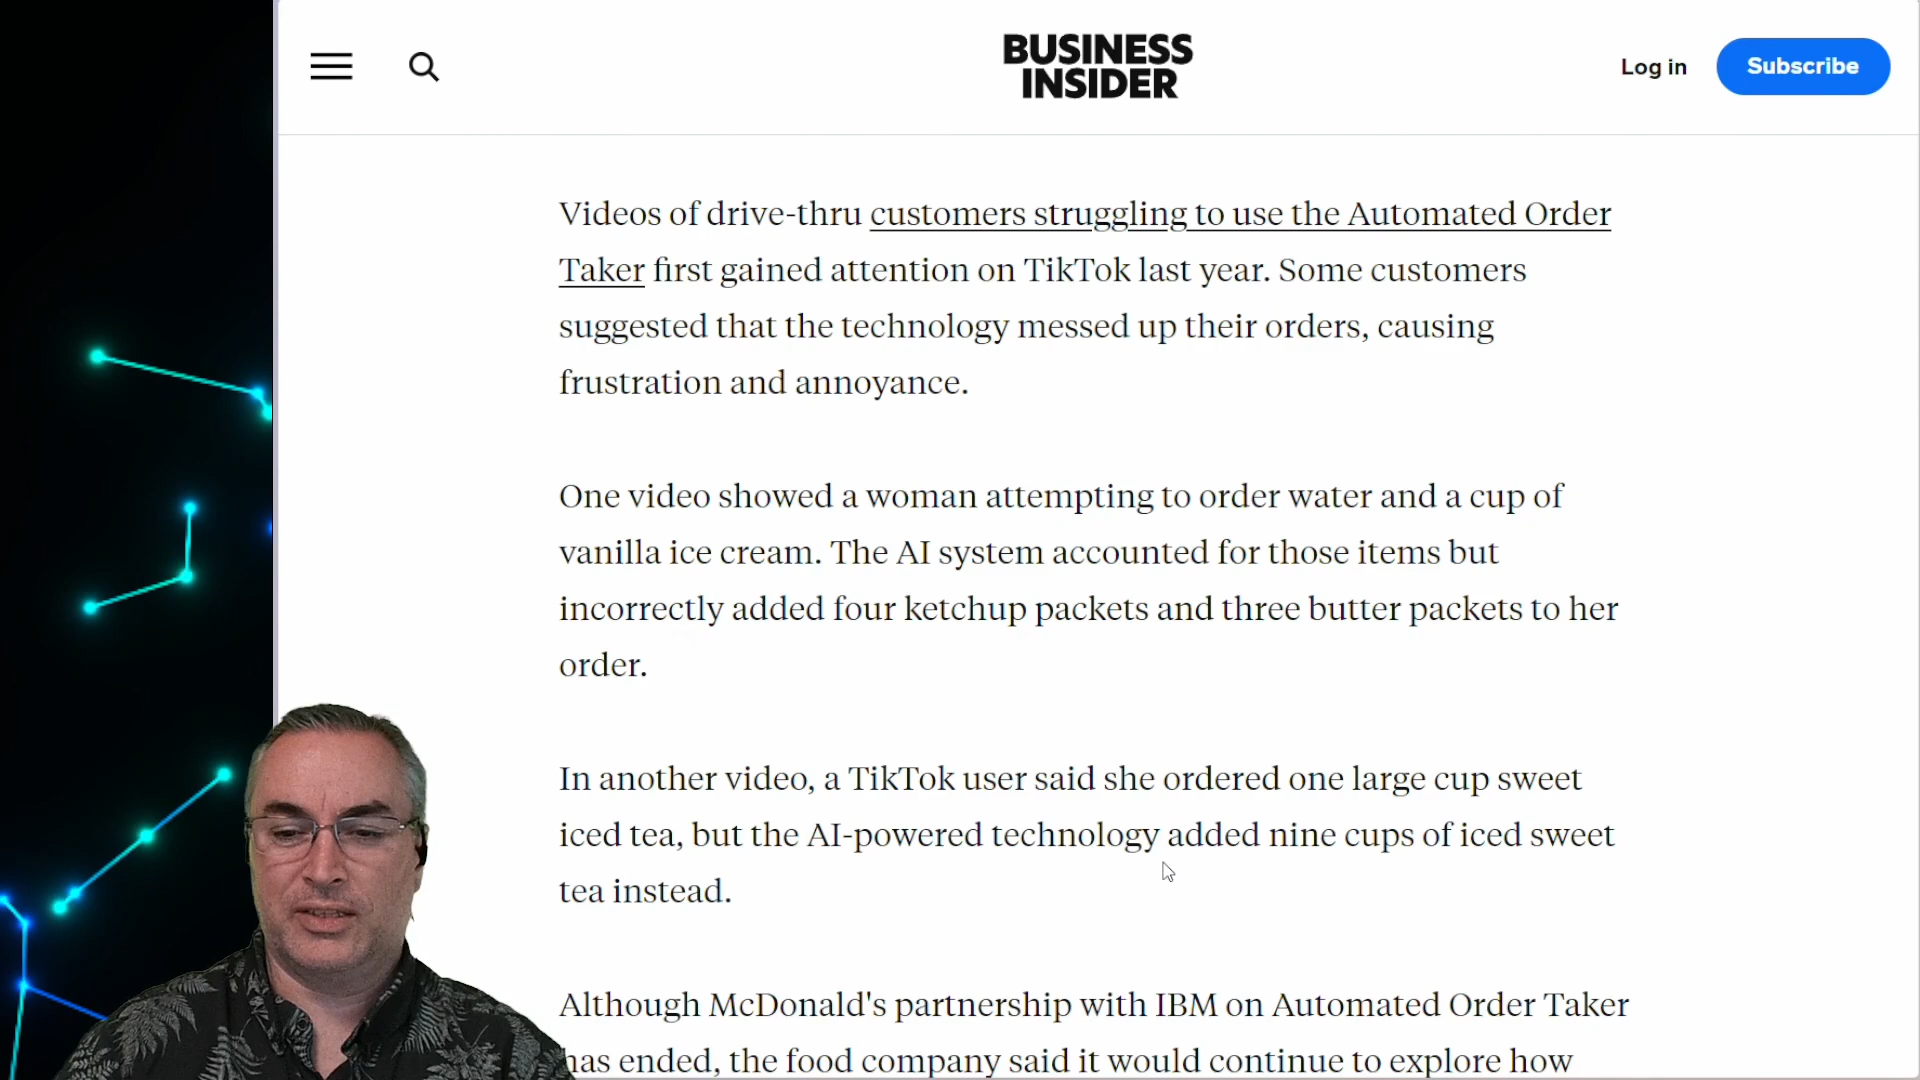 BUSINESS
INSIDER
Log in
Subscribe
Videos of drive-thru customers struggling to use the Automated Order
Taker first gained attention on TikTok last year. Some customers
suggested that the technology messed up their orders, causing
frustration and annoyance.
One video showed a woman attempting to order water and a cup of
vanilla ice cream. The AI system accounted for those items but
incorrectly added four ketchup packets and three butter packets to her
order.
In another video, a TikTok user said she ordered one large cup sweet
iced tea, but the AI-powered technology added nine cups of iced sweet
tea instead.
Although McDonald's partnership with IBM on Automated Order Taker
has ended, the food company said it would continue to explore how